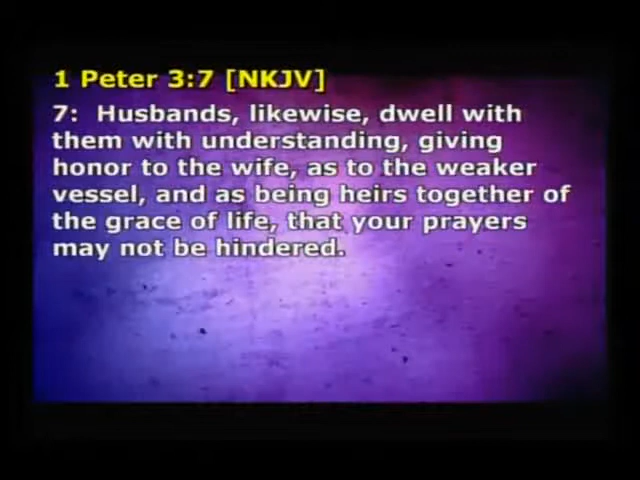 1 Peter 3:7 [NKJV]
7:  Husbands, likewise, dwell with
them with understanding, giving
honor to the wife, as to the weaker
vessel, and as being heirs together of
the grace of life, that your prayers
may not be hindered.